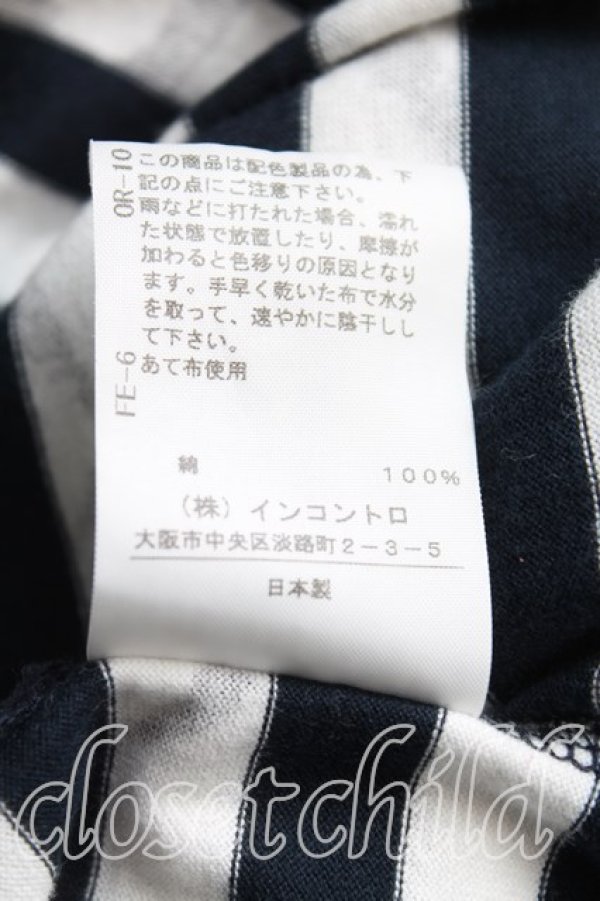 OR-10
この商品は配色製品の為、下
記の点にご注意下さい。
雨などに打たれた場合、濡れ
た状態で放置したり、摩擦が
加わると色移りの原因となり
ます。手早く乾いた布で水分
を取って、速やかに陰干しし
て下さい。
FE-6
あて布使用
綿 100%
(株) インコントロ
大阪市中央区淡路町2-3-5
日本製
closetchild